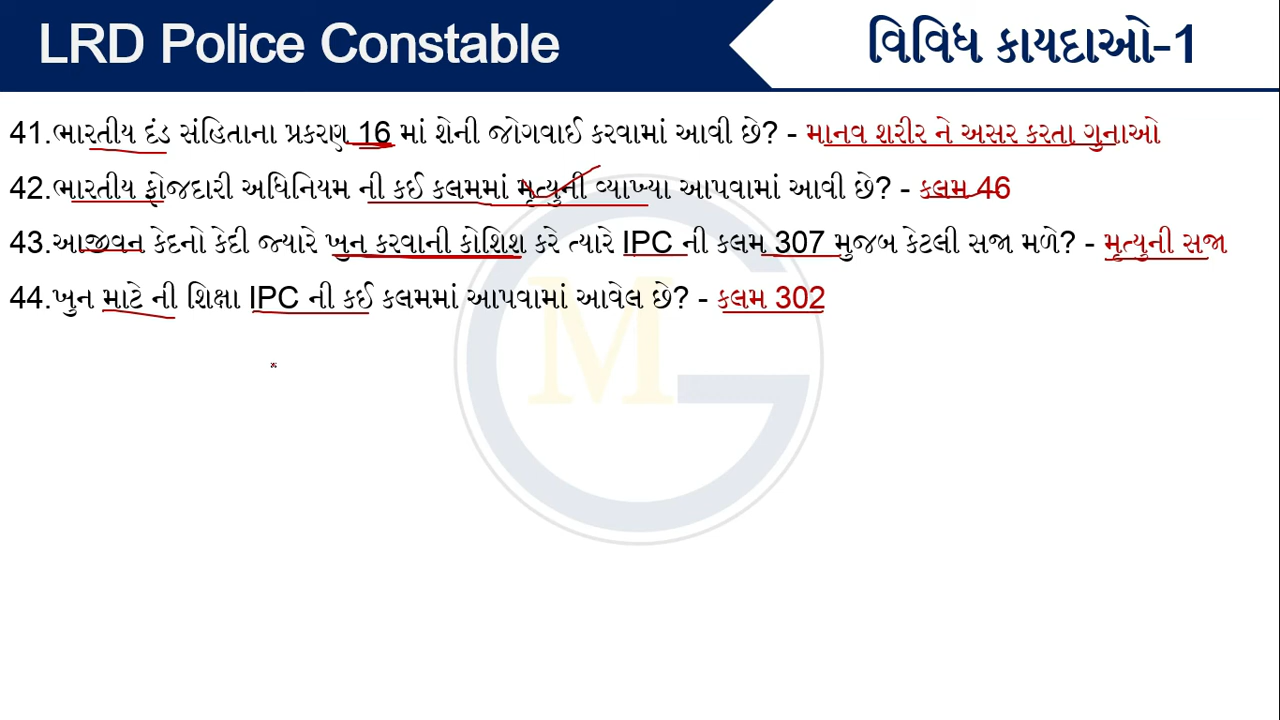 LRD Police Constable
વિવિધ કાયદાઓ-1
41.ભારતીય દંડ સંહિતાના પ્રકરણ 16 માં શેની જોગવાઈ કરવામાં આવી છે? - માનવ શરીર ને અસર કરતા ગુનાઓ
42.ભારતીય ફોજદારી અધિનિયમ ની કઈ કલમમાં મૃત્યુની વ્યાખ્યા આપવામાં આવી છે? - કલમ 46
43.આજીવન કેદનો કેદી જ્યારે ખુન કરવાની કોશિશ કરે ત્યારે IPC ની કલમ 307 મુજબ કેટલી સજા મળે? - મૃત્યુની સજા
44.ખુન માટે ની શિક્ષા IPC ની કઈ કલમમાં આપવામાં આવેલ છે? - કલમ 302
MG